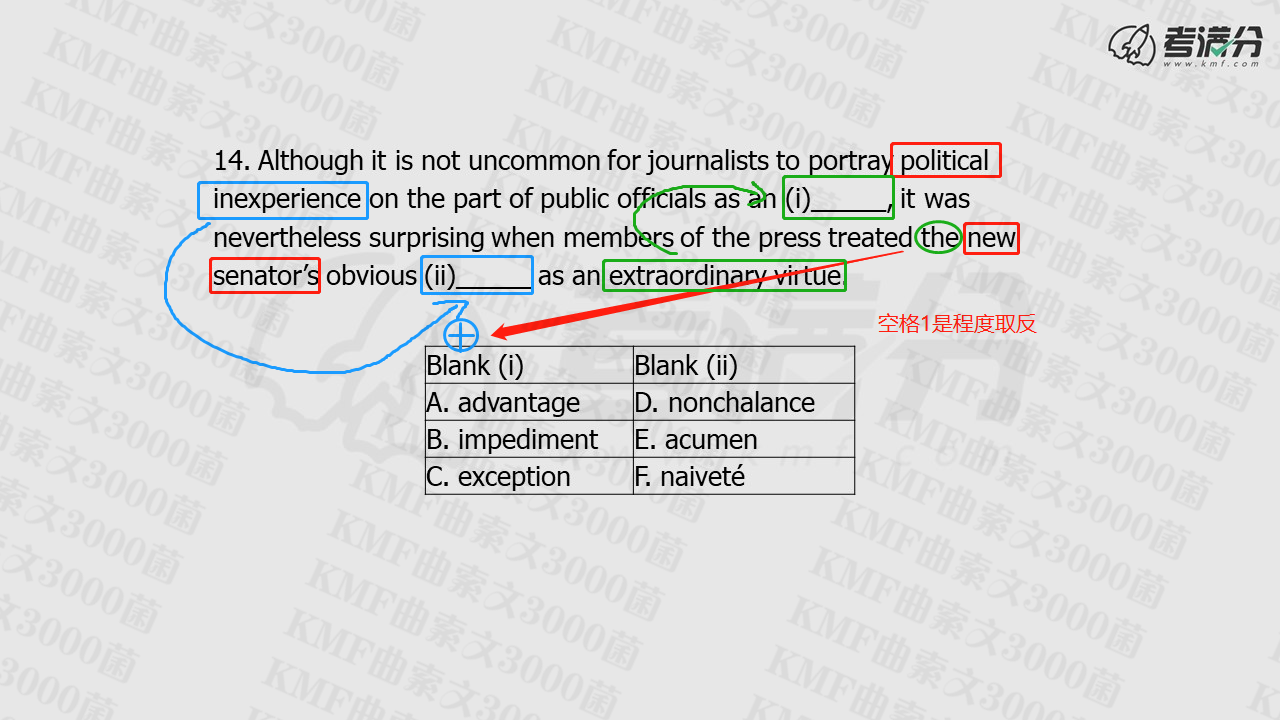 考满分
www.kmf.com
14. Although it is not uncommon for journalists to portray political
inexperience on the part of public officials as an (i)______, it was
nevertheless surprising when members of the press treated the new
senator’s obvious (ii)______ as an extraordinary virtue.
空格1是程度取反
Blank (i) Blank (ii)
A. advantage D. nonchalance
B. impediment E. acumen
C. exception F. naiveté
KMF曲索文3000菌